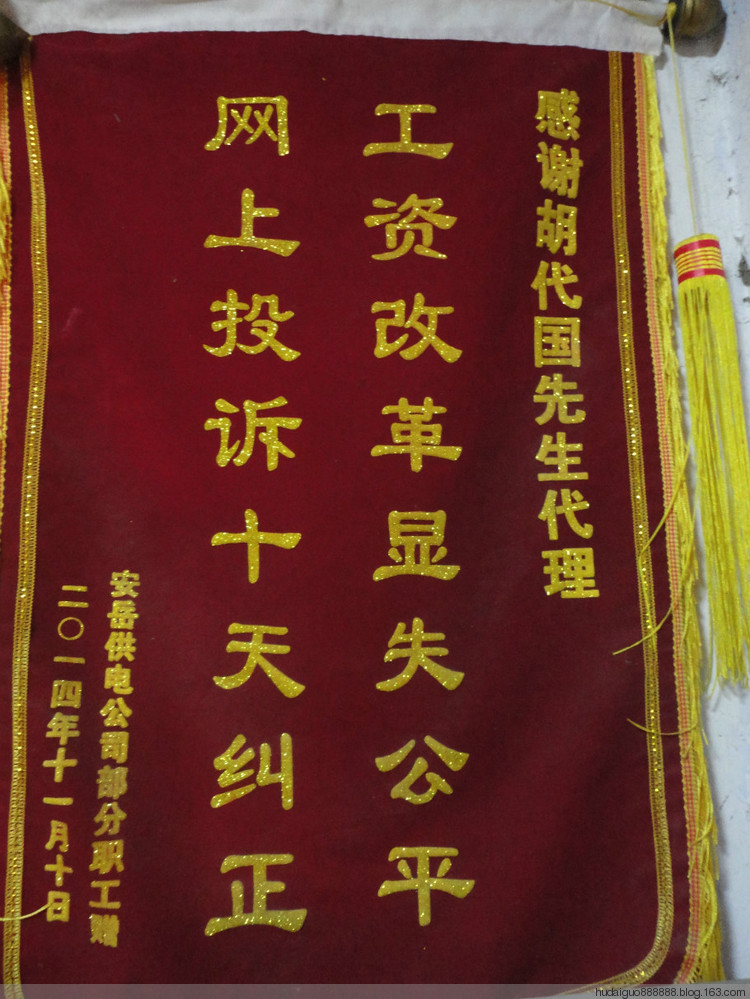 感谢胡代国先生代理
工资改革显失公平
网上投诉十天纠正
安岳供电公司部分职工赠
二〇一四年十一月十日
hudaiguo888888.blog.163.com